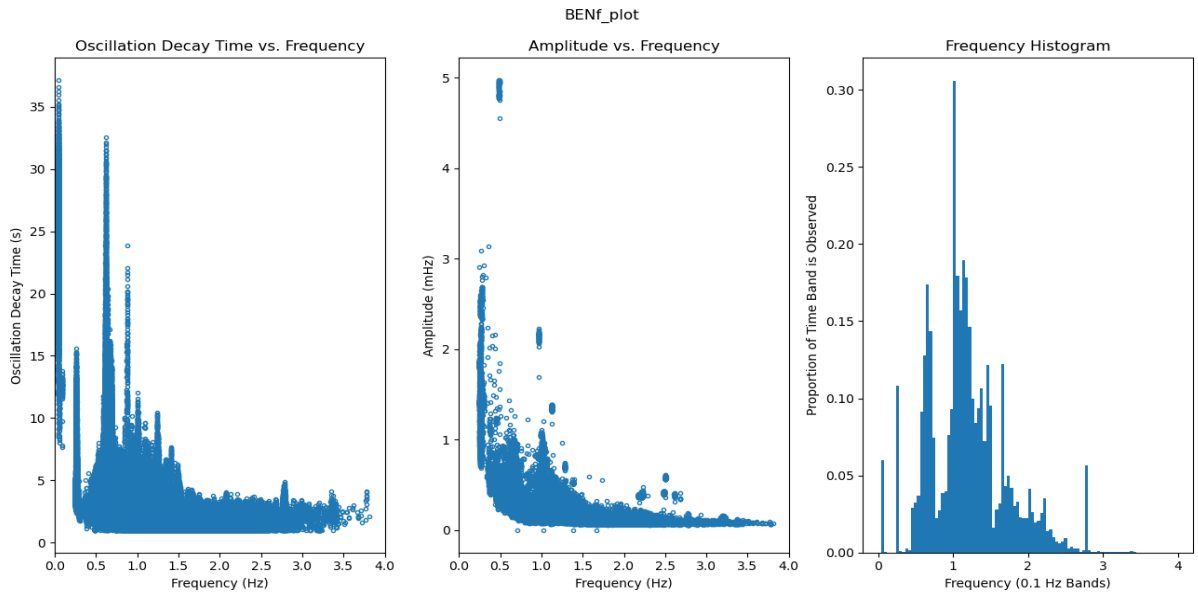 BENf_plot
Oscillation Decay Time vs. Frequency
Oscillation Decay Time (s)
35
30
25
20
15
10
5
0
0.0 0.5 1.0 1.5 2.0 2.5 3.0 3.5 4.0
Frequency (Hz)
Amplitude vs. Frequency
Amplitude (mHz)
5
4
3
2
1
0
0.0 0.5 1.0 1.5 2.0 2.5 3.0 3.5 4.0
Frequency (Hz)
Frequency Histogram
Proportion of Time Band is Observed
0.30
0.25
0.20
0.15
0.10
0.05
0.00
0 1 2 3 4
Frequency (0.1 Hz Bands)